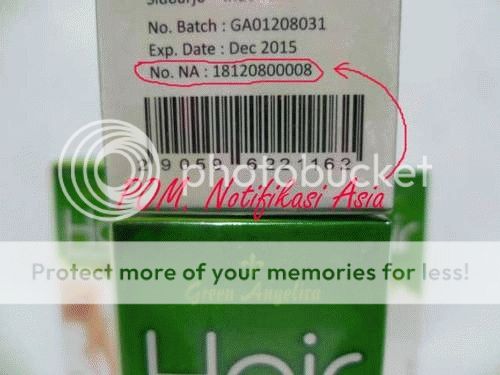 No. Batch : GA01208031
Exp. Date : Dec 2015
No. NA : 18120800008
photobucket
POM, Notifikasi Asia
Protect more of your memories for less!
Green Angelica
Hair